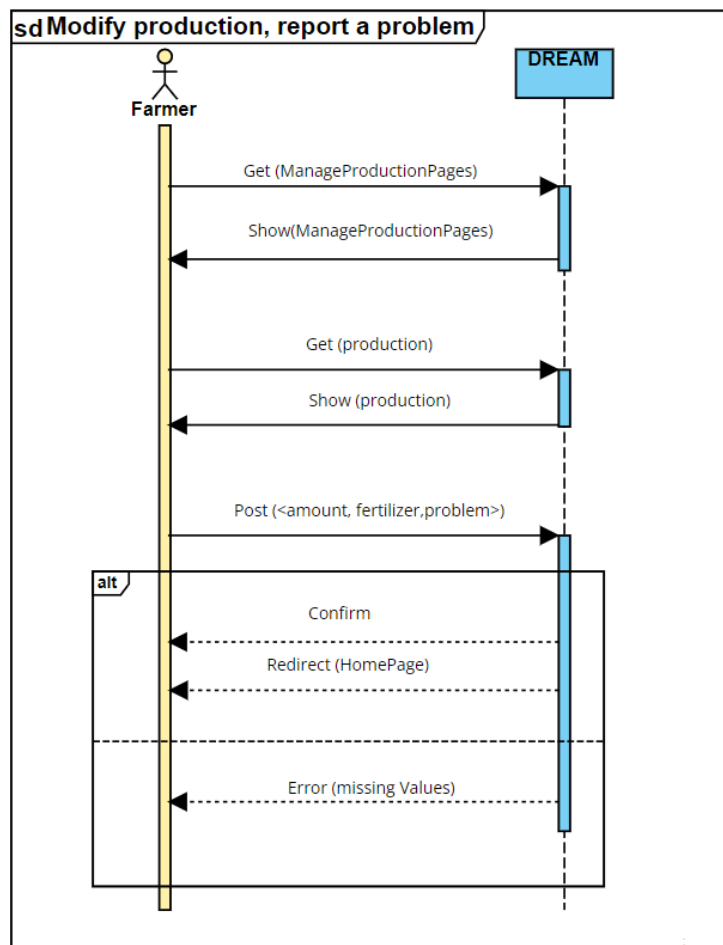 sd Modify production, report a problem
DREAM
Farmer
Get (ManageProductionPages)
Show(ManageProductionPages)
Get (production)
Show (production)
Post (<amount, fertilizer,problem>)
alt
Confirm
Redirect (HomePage)
Error (missing Values)